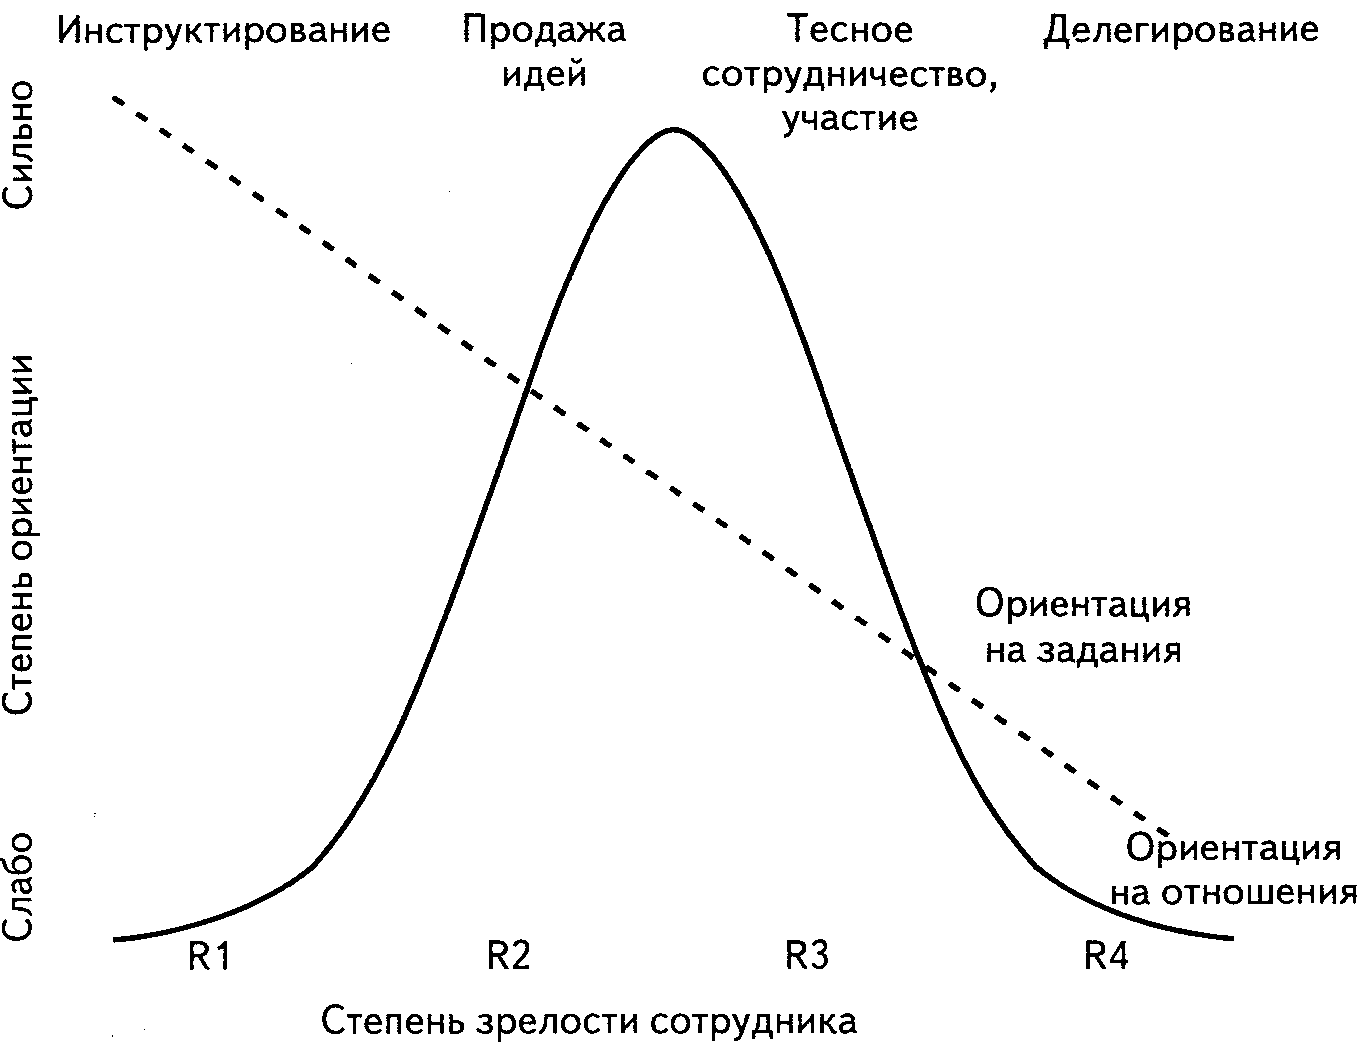 Инструктирование
Продажа
идей
Тесное
сотрудничество,
участие
Делегирование
Сильно
Степень ориентации
Слабо
Ориентация
на задания
Ориентация
на отношения
R1 R2 R3 R4
Степень зрелости сотрудника